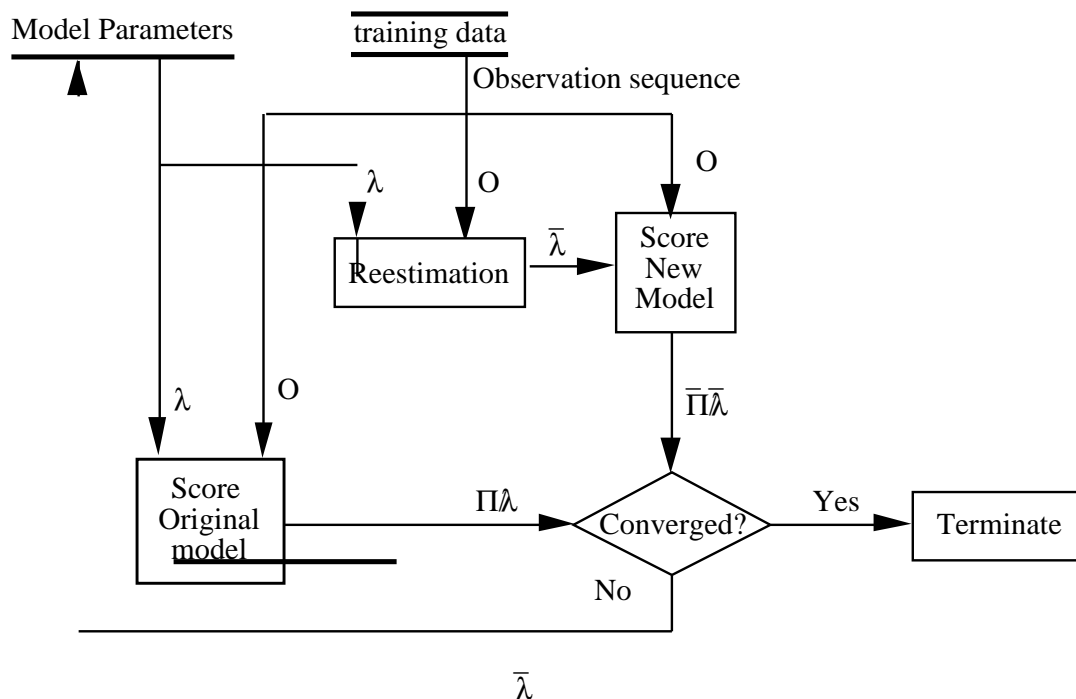 Model Parameters
training data
Observation sequence
O
λ
O
λ̄
Score
New
Model
Reestimation
λ
O
Π̄λ̄
Score
Original
model
Πλ
Converged?
Yes
Terminate
No
λ̄